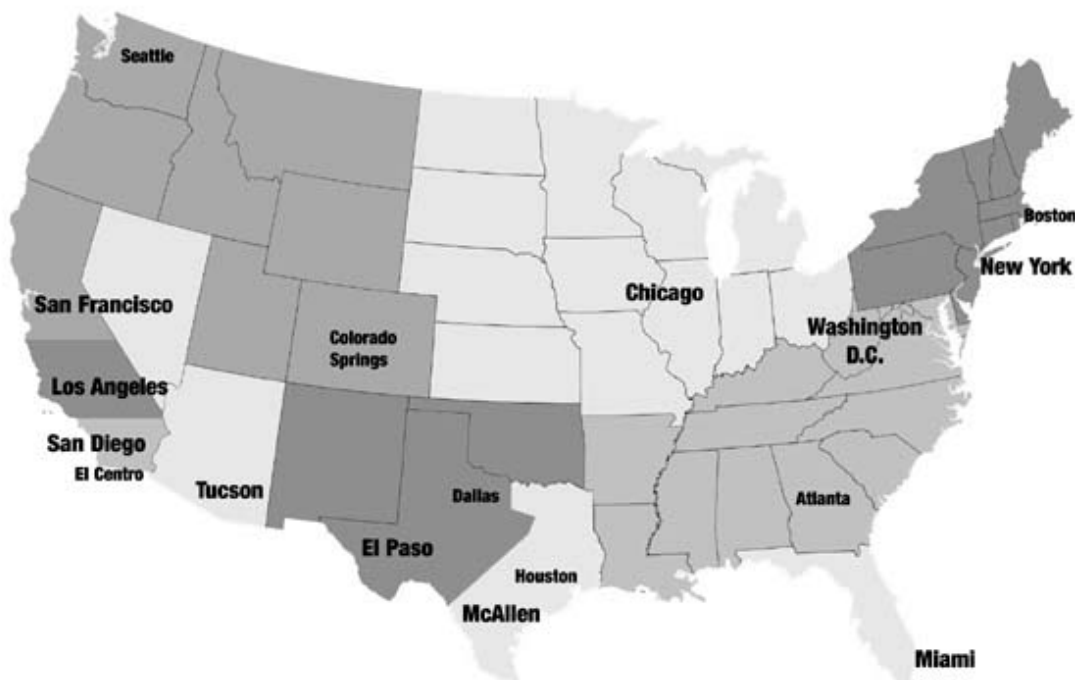 Seattle
Boston
New York
San Francisco
Chicago
Washington
D.C.
Colorado
Springs
Los Angeles
San Diego
El Centro
Tucson
Dallas
Atlanta
El Paso
Houston
McAllen
Miami